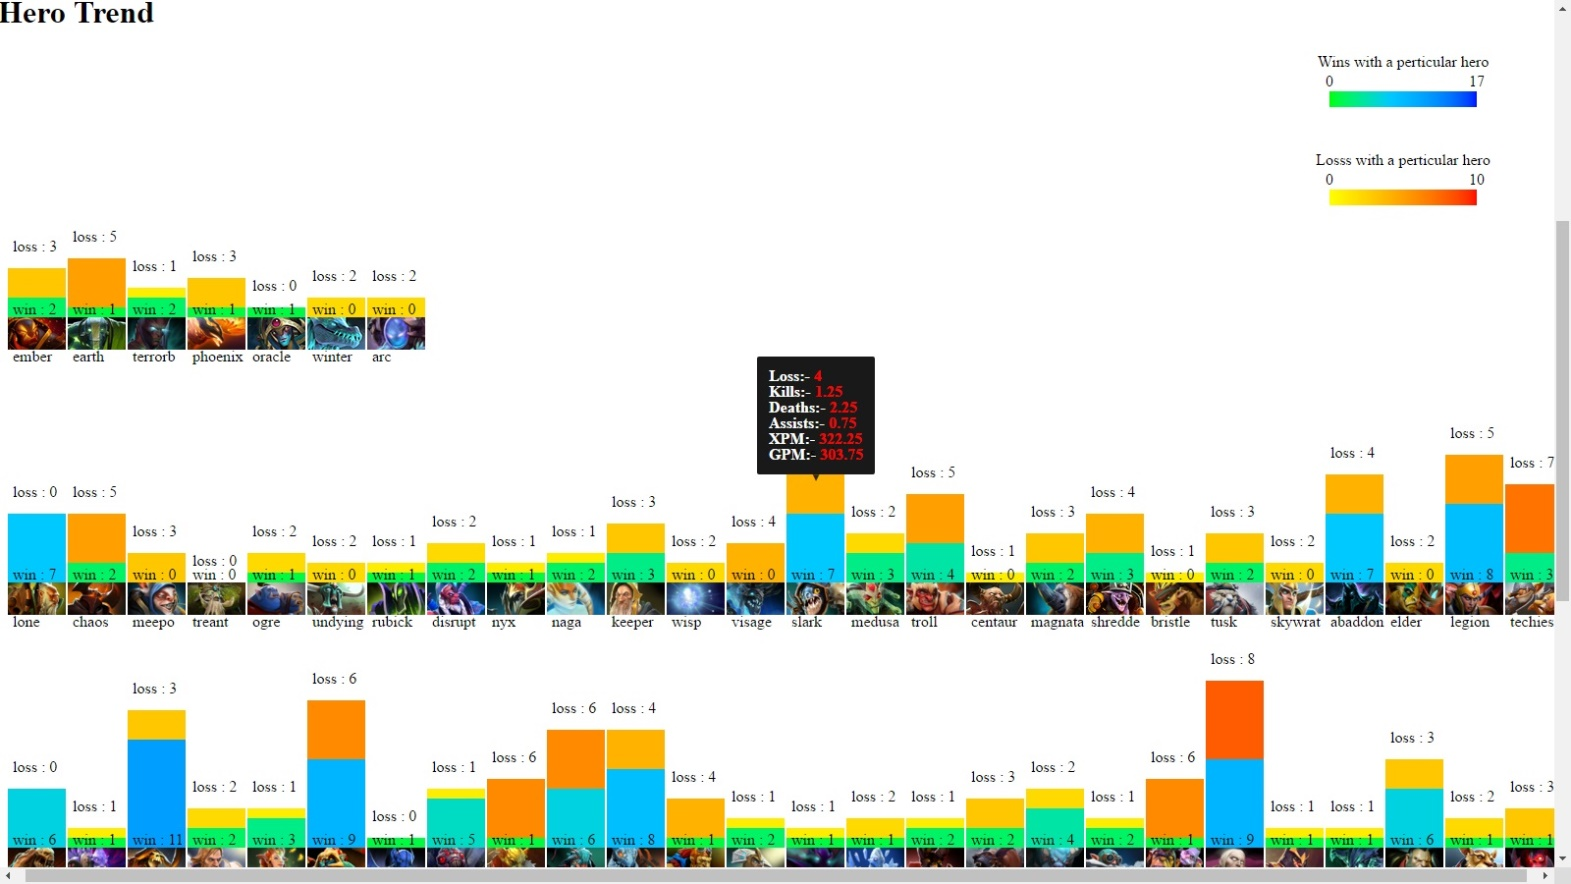 Hero Trend
Wins with a perticular hero
0 17
Losss with a perticular hero
0 10
loss : 3 loss : 5 loss : 1 loss : 3 loss : 0 loss : 2 loss : 2
win : 2 win : 1 win : 2 win : 1 win : 1 win : 0 win : 0
ember earth terrorb phoenix oracle winter arc
Loss:- 4
Kills:- 1.25
Deaths:- 2.25
Assists:- 0.75
XPM:- 322.25
GPM:- 303.75
loss : 0 loss : 5 loss : 3 loss : 0 loss : 2 loss : 2 loss : 1 loss : 2 loss : 1 loss : 1 loss : 3 loss : 2 loss : 4 loss : 2 loss : 5 loss : 1 loss : 3 loss : 4 loss : 1 loss : 3 loss : 2 loss : 4 loss : 2 loss : 5 loss : 7
win : 7 win : 2 win : 0 win : 0 win : 1 win : 0 win : 1 win : 2 win : 1 win : 2 win : 3 win : 0 win : 0 win : 7 win : 3 win : 4 win : 0 win : 2 win : 3 win : 0 win : 2 win : 0 win : 7 win : 0 win : 8 win : 3
lone chaos meepo treant ogre undying rubick disrupt nyx naga keeper wisp visage slark medusa troll centaur magnata shredde bristle tusk skywrat abaddon elder legion techies
loss : 0 loss : 1 loss : 3 loss : 2 loss : 1 loss : 6 loss : 0 loss : 1 loss : 6 loss : 6 loss : 4 loss : 4 loss : 1 loss : 1 loss : 2 loss : 1 loss : 3 loss : 2 loss : 1 loss : 6 loss : 8 loss : 1 loss : 1 loss : 3 loss : 2 loss : 3
win : 6 win : 1 win : 11 win : 2 win : 3 win : 9 win : 1 win : 5 win : 1 win : 6 win : 8 win : 1 win : 2 win : 1 win : 1 win : 2 win : 2 win : 4 win : 2 win : 1 win : 9 win : 1 win : 1 win : 6 win : 1 win : 1